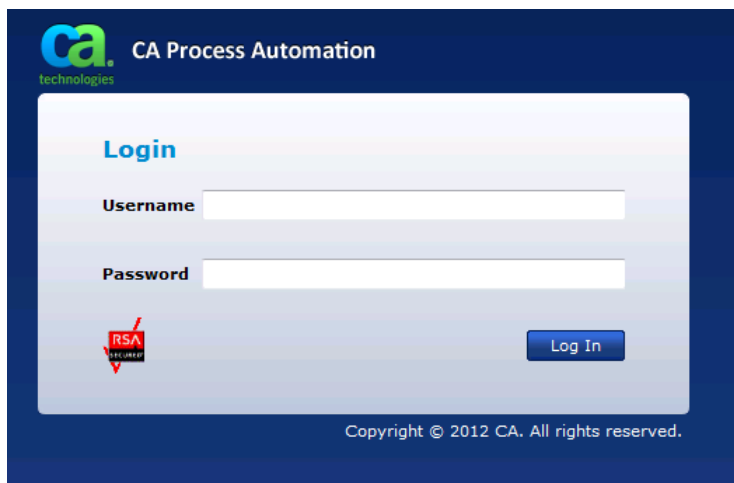 ca.
technologies
CA Process Automation
Login
Username
Password
RSA
SECURED
Log In
Copyright © 2012 CA. All rights reserved.